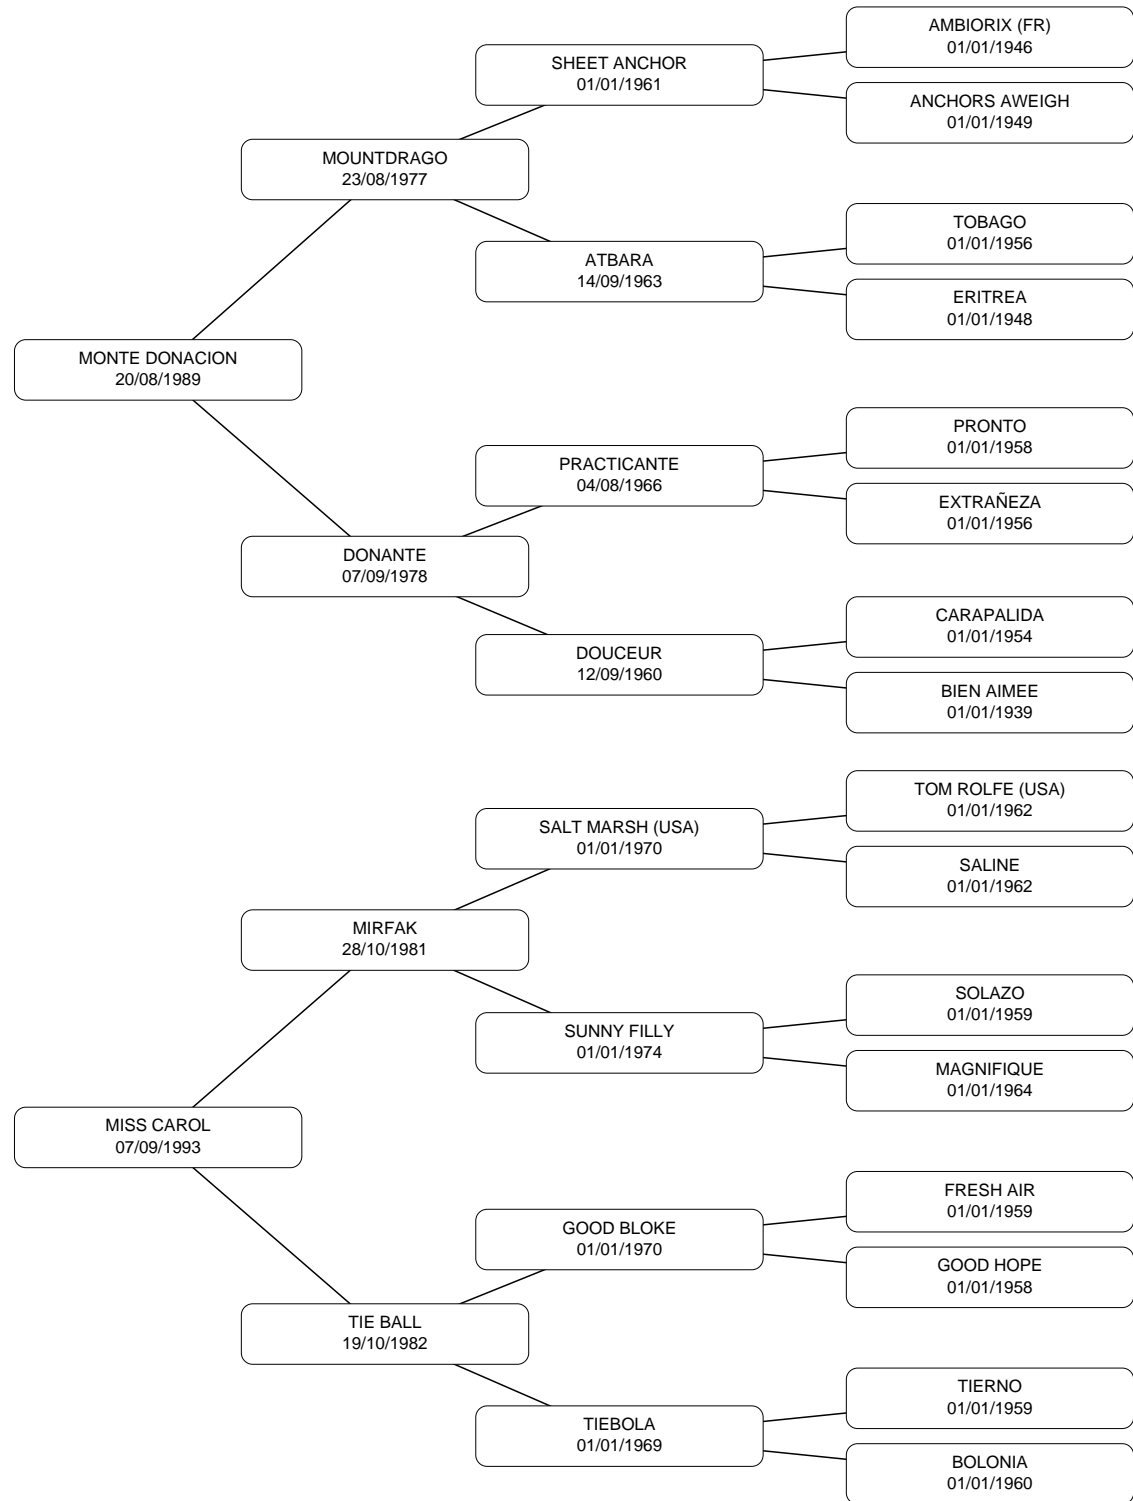 AMBIORIX (FR)
01/01/1946
SHEET ANCHOR
01/01/1961
ANCHORS AWEIGH
01/01/1949
MOUNTDRAGO
23/08/1977
TOBAGO
01/01/1956
ATBARA
14/09/1963
ERITREA
01/01/1948
MONTE DONACION
20/08/1989
PRONTO
01/01/1958
PRACTICANTE
04/08/1966
EXTRAÑEZA
01/01/1956
DONANTE
07/09/1978
CARAPALIDA
01/01/1954
DOUCEUR
12/09/1960
BIEN AIMEE
01/01/1939
TOM ROLFE (USA)
01/01/1962
SALT MARSH (USA)
01/01/1970
SALINE
01/01/1962
MIRFAK
28/10/1981
SOLAZO
01/01/1959
SUNNY FILLY
01/01/1974
MAGNIFIQUE
01/01/1964
MISS CAROL
07/09/1993
FRESH AIR
01/01/1959
GOOD BLOKE
01/01/1970
GOOD HOPE
01/01/1958
TIE BALL
19/10/1982
TIERNO
01/01/1959
TIEBOLA
01/01/1969
BOLONIA
01/01/1960